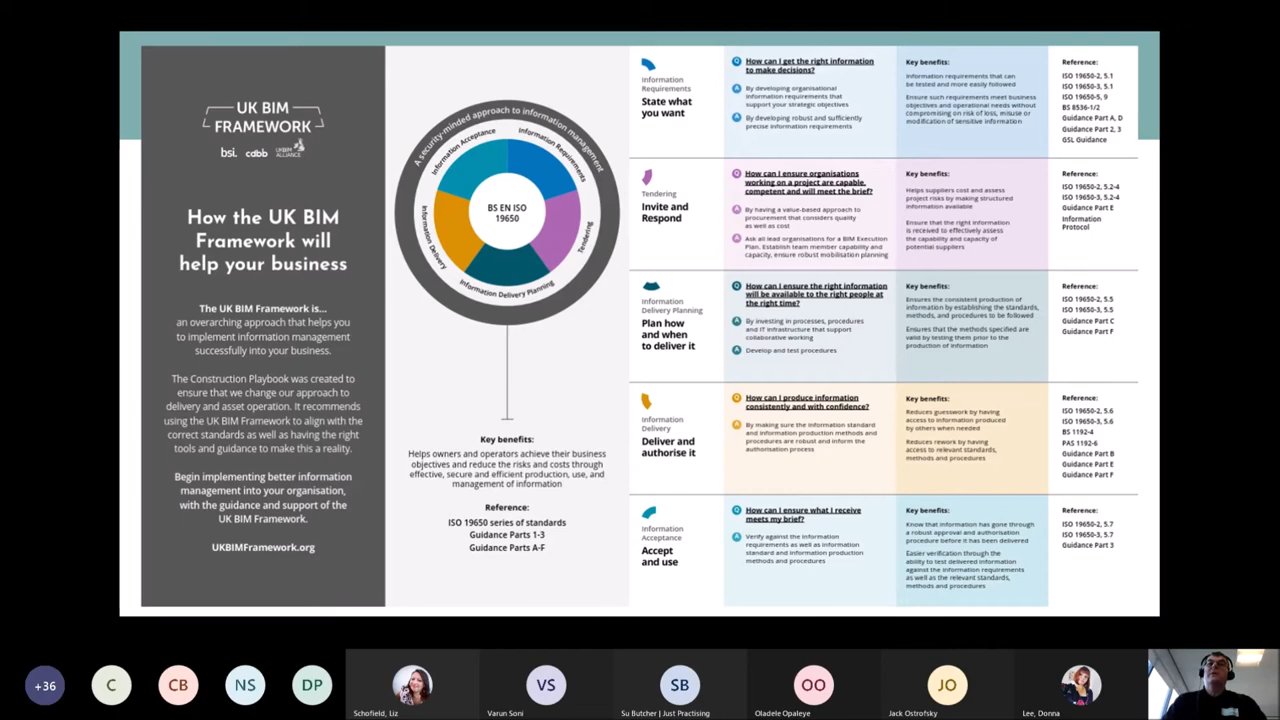 UK BIM
FRAMEWORK
bsi. cdbb UKBIM
ALLIANCE
How the UK BIM
Framework will
help your business
The UK BIM Framework is...
an overarching approach that helps you
to implement information management
successfully into your business.
The Construction Playbook was created to
ensure that we change our approach to
delivery and asset operation. It recommends
using the UK BIM Framework to align with the
correct standards as well as having the right
tools and guidance to make this a reality.
Begin implementing better information
management into your organisation,
with the guidance and support of the
UK BIM Framework.
UKBIMFramework.org
A security-minded approach to information management
Information Acceptance
Information Requirements
Information Delivery
Tendering
Information Delivery Planning
BS EN ISO
19650
Key benefits:
Helps owners and operators achieve their business
objectives and reduce the risks and costs through
effective, secure and efficient production, use, and
management of information
Reference:
ISO 19650 series of standards
Guidance Parts 1-3
Guidance Parts A-F
Information
Requirements
State what
you want
Q How can I get the right information
to make decisions?
A By developing organisational
information requirements that
support your strategic objectives
A By developing robust and sufficiently
precise information requirements
Key benefits:
Information requirements that can
be tested and more easily followed
Ensure such requirements meet business
objectives and operational needs without
compromising on risk of loss, misuse or
modification of sensitive information
Reference:
ISO 19650-2, 5.1
ISO 19650-3, 5.1
ISO 19650-5, 9
BS 8536-1/2
Guidance Part A, D
Guidance Part 2, 3
GSL Guidance
Tendering
Invite and
Respond
Q How can I ensure organisations
working on a project are capable,
competent and will meet the brief?
A By having a value-based approach to
procurement that considers quality
as well as cost
A Ask all lead organisations for a BIM Execution
Plan. Establish team member capability and
capacity, ensure robust mobilisation planning
Key benefits:
Helps suppliers cost and assess
project risks by making structured
information available
Ensure that the right information
is received to effectively assess
the capability and capacity of
potential suppliers
Reference:
ISO 19650-2, 5.2-4
ISO 19650-3, 5.2-4
Guidance Part E
Information
Protocol
Information
Delivery Planning
Plan how
and when
to deliver it
Q How can I ensure the right information
will be available to the right people at
the right time?
A By investing in processes, procedures
and IT infrastructure that support
collaborative working
A Develop and test procedures
Key benefits:
Ensures the consistent production of
information by establishing the standards,
methods, and procedures to be followed
Ensures that the methods specified are
valid by testing them prior to the
production of information
Reference:
ISO 19650-2, 5.5
ISO 19650-3, 5.5
Guidance Part C
Guidance Part F
Information
Delivery
Deliver and
authorise it
Q How can I produce information
consistently and with confidence?
A By making sure the information standard
and information production methods and
procedures are robust and inform the
authorisation process
Key benefits:
Reduces guesswork by having
access to information produced
by others when needed
Reduces rework by having
access to relevant standards,
methods and procedures
Reference:
ISO 19650-2, 5.6
ISO 19650-3, 5.6
BS 1192-4
PAS 1192-6
Guidance Part B
Guidance Part E
Guidance Part F
Information
Acceptance
Accept
and use
Q How can I ensure what I receive
meets my brief?
A Verify against the information
requirements as well as information
standard and information production
methods and procedures
Key benefits:
Know that information has gone through
a robust approval and authorisation
procedure before it has been delivered
Easier verification through the
ability to test delivered information
against the information requirements
as well as the relevant standards,
methods and procedures
Reference:
ISO 19650-2, 5.7
ISO 19650-3, 5.7
Guidance Part 3
+36 C CB NS DP VS SB OO JO
Schofield, Liz Varun Soni Su Butcher | Just Practising Oladele Opaleye Jack Ostrofsky Lee, Donna